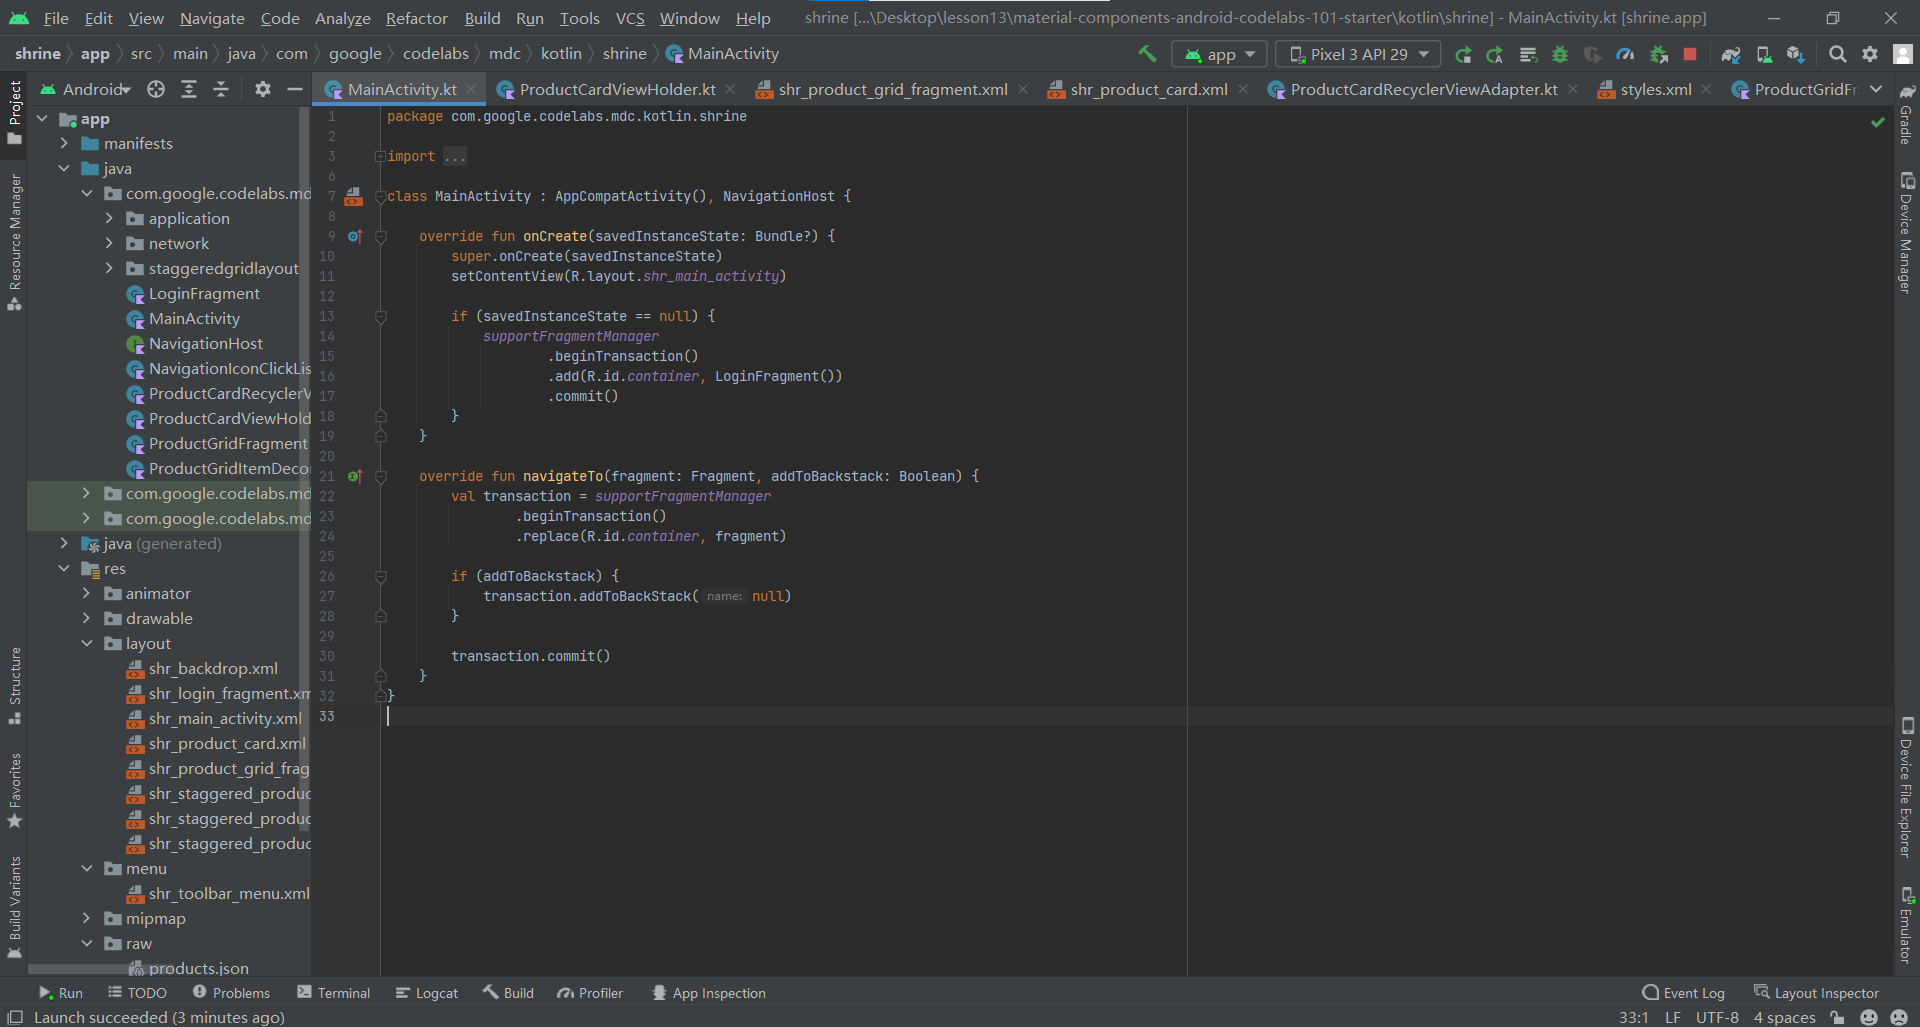 File Edit View Navigate Code Analyze Refactor Build Run Tools VCS Window Help shrine [...\Desktop\lesson13\material-components-android-codelabs-101-starter\kotlin\shrine] - MainActivity.kt [shrine.app]
shrine app src main java com google codelabs mdc kotlin shrine MainActivity app Pixel 3 API 29
Android MainActivity.kt ProductCardViewHolder.kt shr_product_grid_fragment.xml shr_product_card.xml ProductCardRecyclerViewAdapter.kt styles.xml ProductGridFr
Project
Resource Manager
Structure
Favorites
Build Variants
app
manifests
java
com.google.codelabs.md
application
network
staggeredgridlayout
LoginFragment
MainActivity
NavigationHost
NavigationIconClickLis
ProductCardRecyclerV
ProductCardViewHold
ProductGridFragment
ProductGridItemDeco
com.google.codelabs.md
com.google.codelabs.md
java (generated)
res
animator
drawable
layout
shr_backdrop.xml
shr_login_fragment.xm
shr_main_activity.xml
shr_product_card.xml
shr_product_grid_frag
shr_staggered_produc
shr_staggered_produc
shr_staggered_produc
menu
shr_toolbar_menu.xml
mipmap
raw
products.json
1 package com.google.codelabs.mdc.kotlin.shrine
2
3 import ...
6
7 class MainActivity : AppCompatActivity(), NavigationHost {
8
9 override fun onCreate(savedInstanceState: Bundle?) {
10 super.onCreate(savedInstanceState)
11 setContentView(R.layout.shr_main_activity)
12
13 if (savedInstanceState == null) {
14 supportFragmentManager
15 .beginTransaction()
16 .add(R.id.container, LoginFragment())
17 .commit()
18 }
19 }
20
21 override fun navigateTo(fragment: Fragment, addToBackstack: Boolean) {
22 val transaction = supportFragmentManager
23 .beginTransaction()
24 .replace(R.id.container, fragment)
25
26 if (addToBackstack) {
27 transaction.addToBackStack( name: null)
28 }
29
30 transaction.commit()
31 }
32 }
33
Gradle
Device Manager
Device File Explorer
Emulator
Run TODO Problems Terminal Logcat Build Profiler App Inspection Event Log Layout Inspector
Launch succeeded (3 minutes ago) 33:1 LF UTF-8 4 spaces